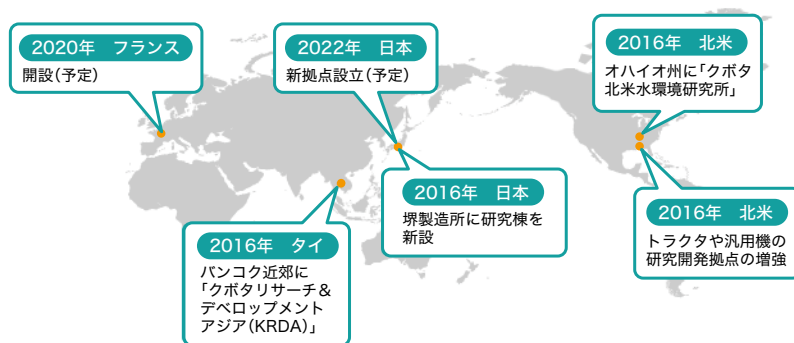 2020年　フランス
開設(予定)
2022年　日本
新拠点設立(予定)
2016年　北米
オハイオ州に「クボタ
北米水環境研究所」
2016年　タイ
バンコク近郊に
「クボタリサーチ＆
デベロップメント
アジア(KRDA)」
2016年　日本
堺製造所に研究棟を
新設
2016年　北米
トラクタや汎用機の
研究開発拠点の増強